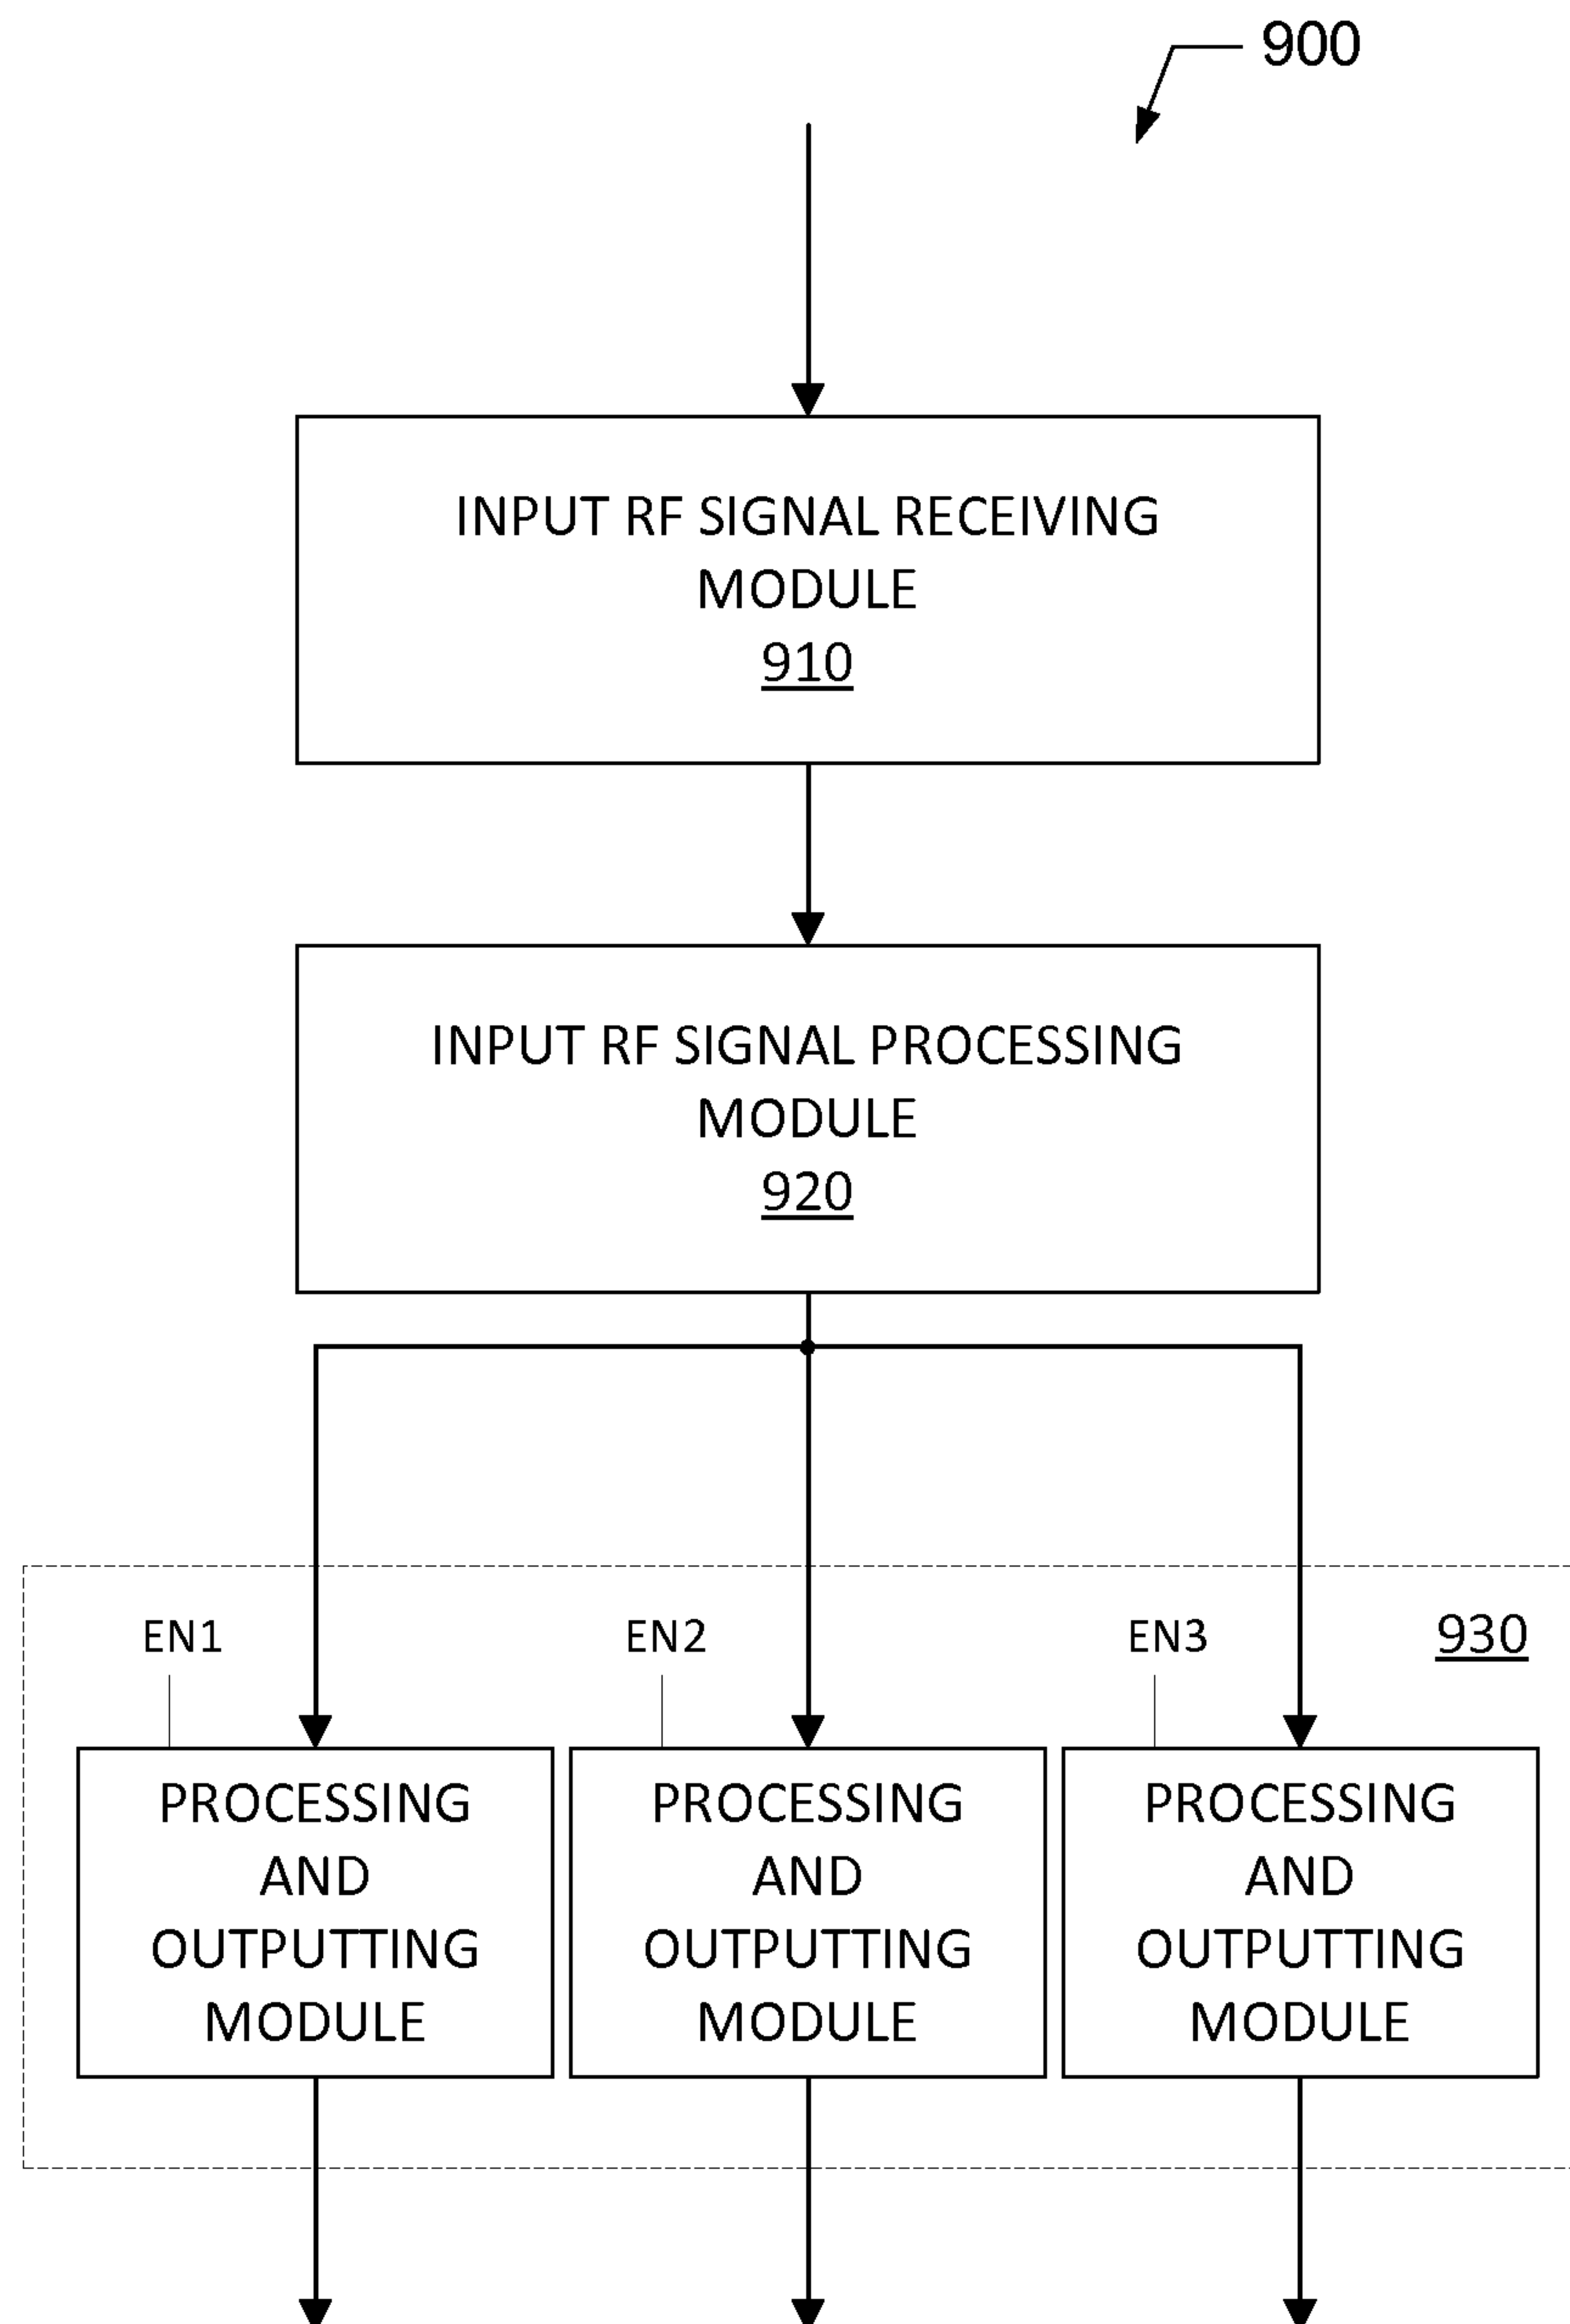 900
INPUT RF SIGNAL RECEIVING
MODULE
910
INPUT RF SIGNAL PROCESSING
MODULE
920
EN1
EN2
EN3
930
PROCESSING
AND
OUTPUTTING
MODULE
PROCESSING
AND
OUTPUTTING
MODULE
PROCESSING
AND
OUTPUTTING
MODULE